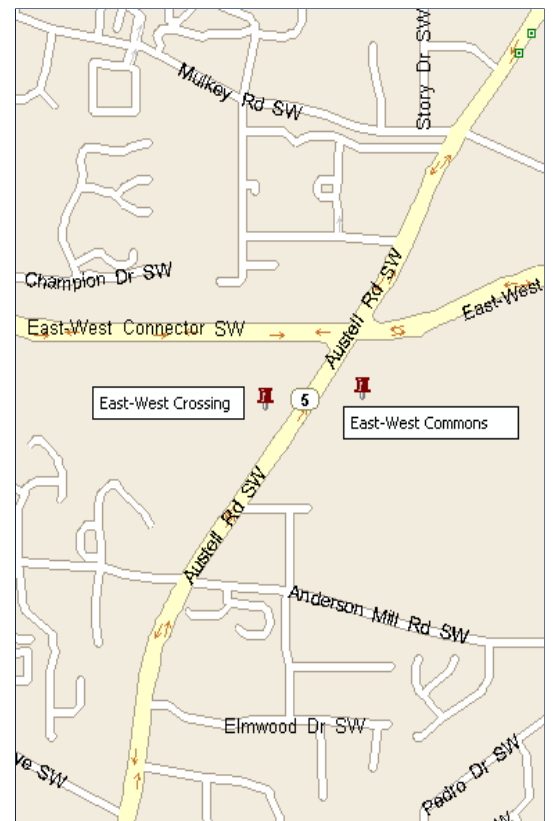 Mulkey Rd SW
Story Dr SW
Champion Dr SW
Austell Rd SW
East-West
East-West Connector SW
East-West Crossing
5
East-West Commons
Austell Rd SW
Anderson Mill Rd SW
Elmwood Dr SW
ve SW
Pedro Dr SW